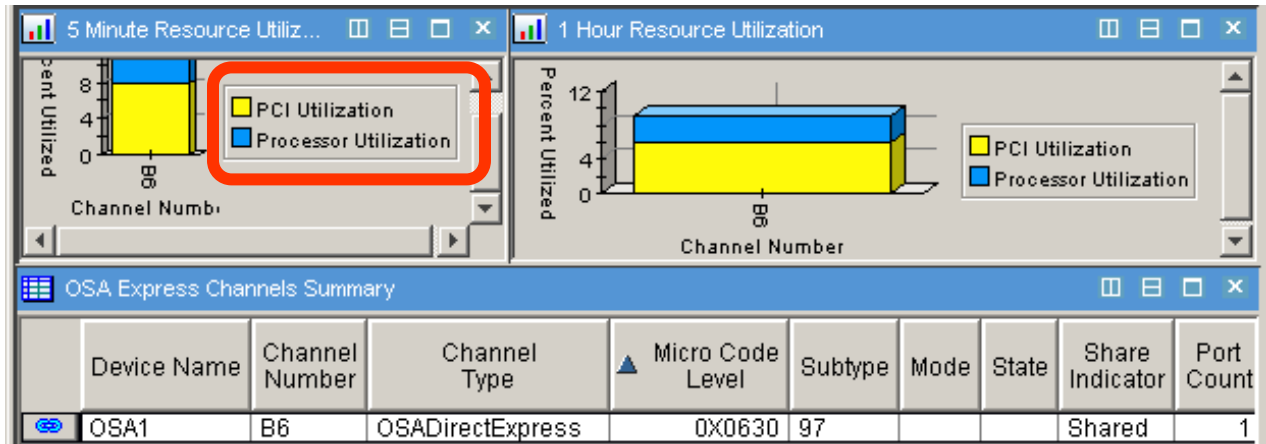 5 Minute Resource Utiliz...
1 Hour Resource Utilization
cent Utilized
8
4
0
B6
Channel Numb
PCI Utilization
Processor Utilization
Percent Utilized
12
4
0
B6
Channel Number
PCI Utilization
Processor Utilization
OSA Express Channels Summary
Device Name Channel Number Channel Type Micro Code Level Subtype Mode State Share Indicator Port Count
OSA1 B6 OSADirectExpress 0X0630 97 Shared 1